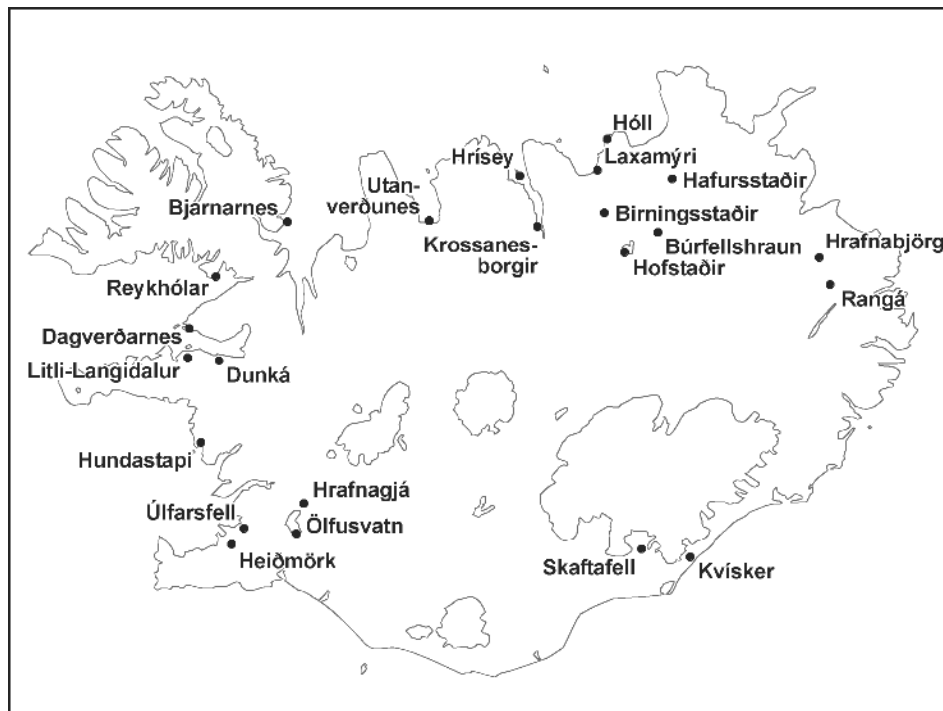 Hóll
Laxamýri
Hrísey
Hafursstaðir
Utan-
verðunes
Bjarnarnes
Birningsstaðir
Krossanes-
borgir
Búrfellshraun
Hrafnabjörg
Hofstaðir
Reykhólar
Rangá
Dagverðarnes
Litli-Langidalur
Dunká
Hundastapi
Hrafnagjá
Úlfarsfell
Ölfusvatn
Heiðmörk
Skaftafell
Kvísker